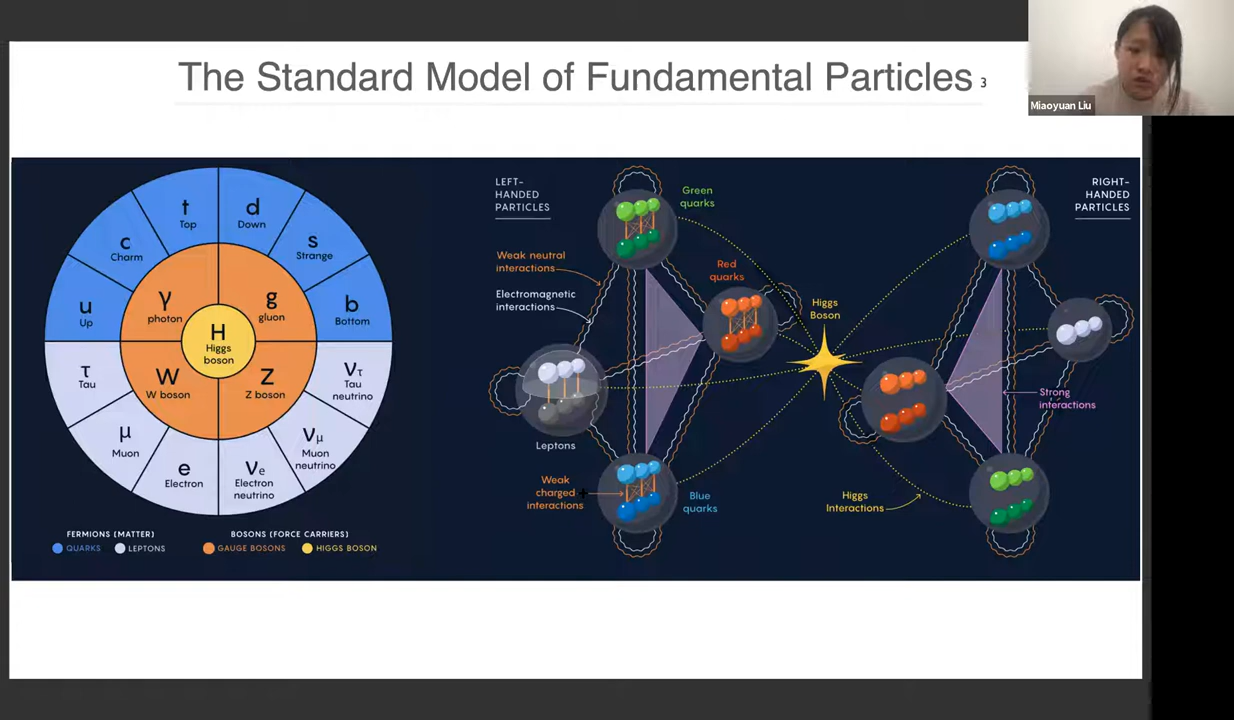 The Standard Model of Fundamental Particles 3
Miaoyuan Liu
t
Top
d
Down
c
Charm
s
Strange
u
Up
b
Bottom
γ
photon
g
gluon
H
Higgs
boson
W
W boson
Z
Z boson
τ
Tau
ντ
Tau
neutrino
μ
Muon
νμ
Muon
neutrino
e
Electron
νe
Electron
neutrino
FERMIONS (MATTER)
QUARKS
LEPTONS
BOSONS (FORCE CARRIERS)
GAUGE BOSONS
HIGGS BOSON
LEFT-
HANDED
PARTICLES
Green
quarks
Weak neutral
interactions
Electromagnetic
interactions
Red
quarks
Higgs
Boson
Leptons
Weak
charged
interactions
Blue
quarks
RIGHT-
HANDED
PARTICLES
Strong
interactions
Higgs
Interactions